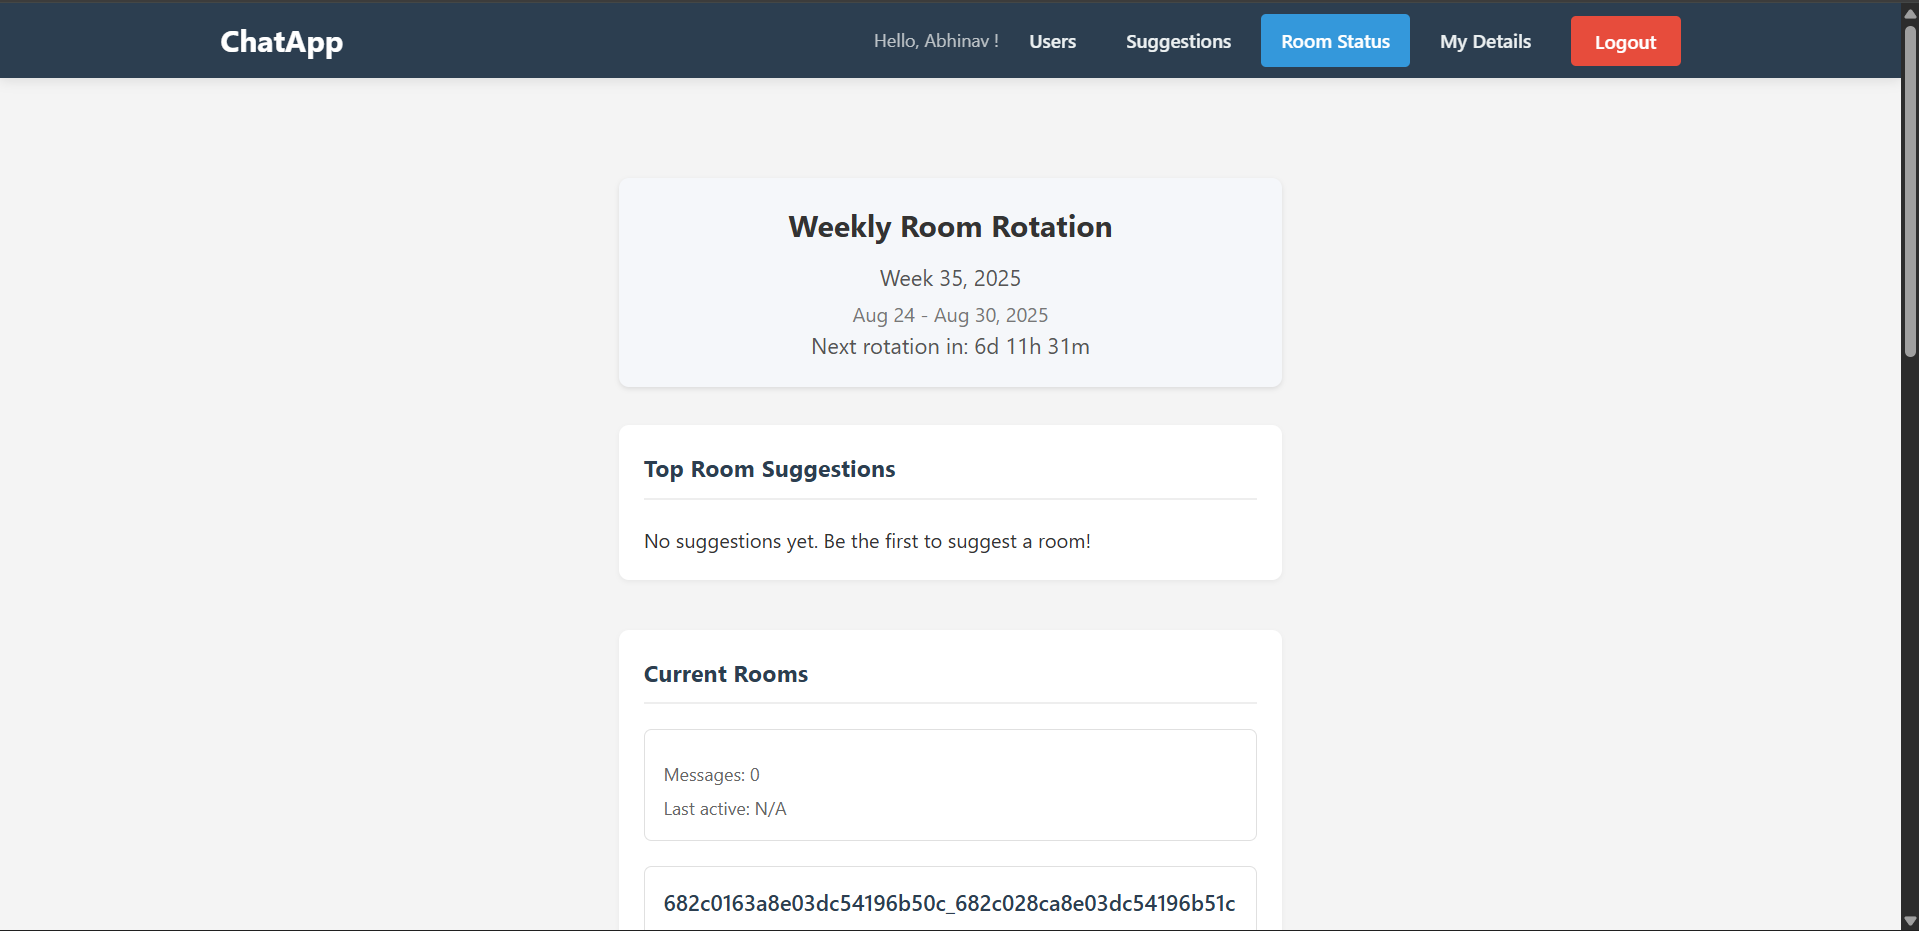 ChatApp
Hello, Abhinav !
Users
Suggestions
Room Status
My Details
Logout
Weekly Room Rotation
Week 35, 2025
Aug 24 - Aug 30, 2025
Next rotation in: 6d 11h 31m
Top Room Suggestions
No suggestions yet. Be the first to suggest a room!
Current Rooms
Messages: 0
Last active: N/A
682c0163a8e03dc54196b50c_682c028ca8e03dc54196b51c